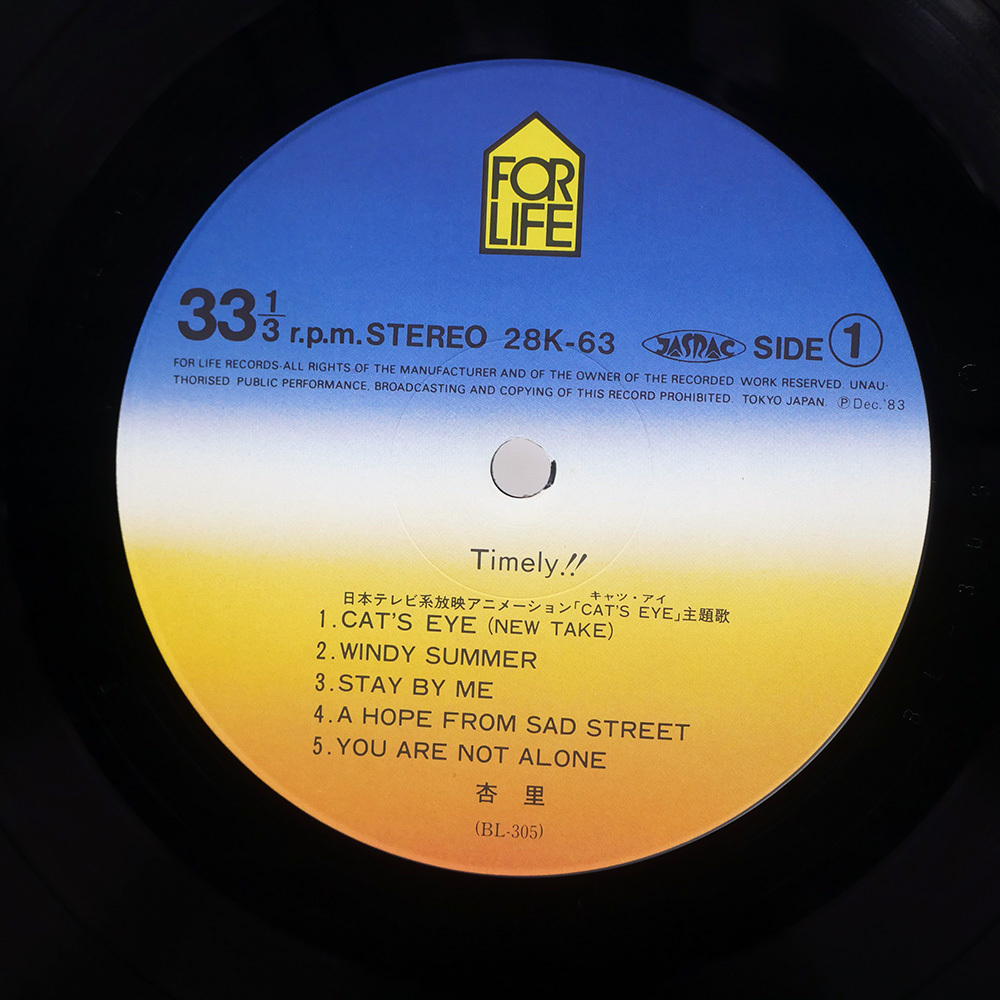 FOR
LIFE
33 1/3 r.p.m. STEREO 28K-63 JASRAC SIDE 1
FOR LIFE RECORDS·ALL RIGHTS OF THE MANUFACTURER AND OF THE OWNER OF THE RECORDED WORK RESERVED. UNAU-
THORISED PUBLIC PERFORMANCE, BROADCASTING AND COPYING OF THIS RECORD PROHIBITED. TOKYO JAPAN. ℗ Dec.'83
Timely!!
キャッツ・アイ
日本テレビ系放映アニメーション「CAT'S EYE」主題歌
1. CAT'S EYE (NEW TAKE)
2. WINDY SUMMER
3. STAY BY ME
4. A HOPE FROM SAD STREET
5. YOU ARE NOT ALONE
杏里
(BL-305)